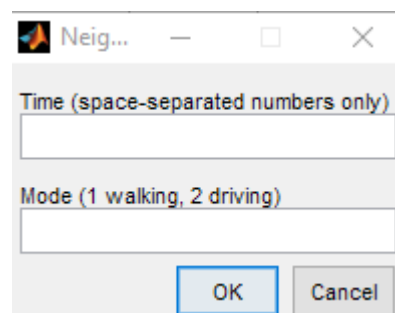 Neig...
Time (space-separated numbers only)
Mode (1 walking, 2 driving)
OK Cancel